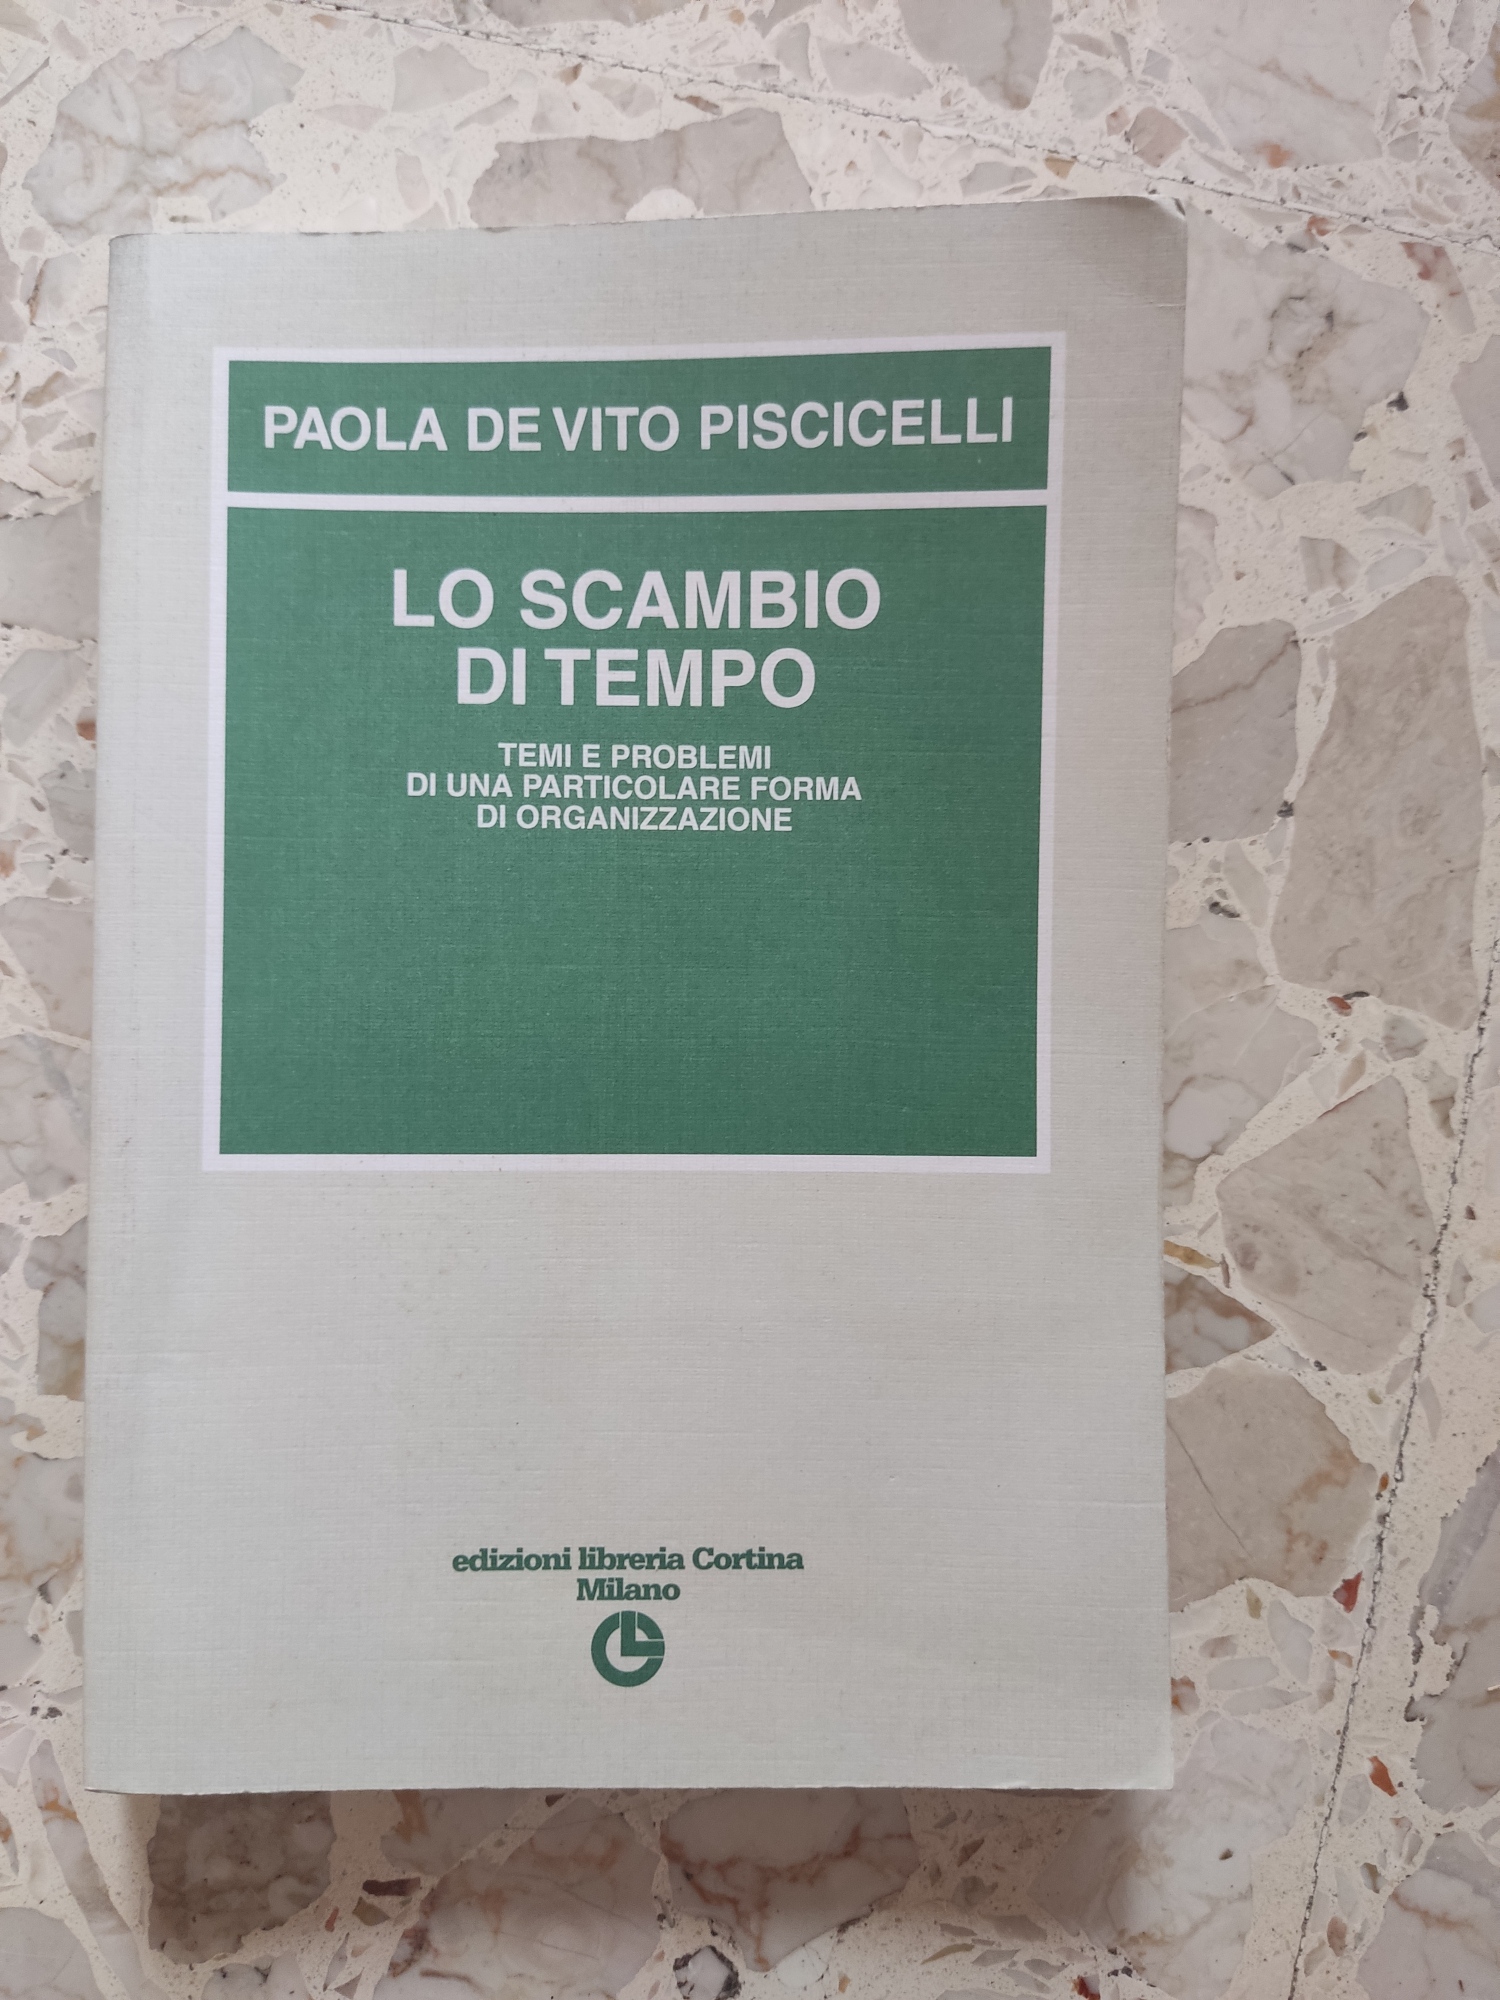 PAOLA DE VITO PISCICELLI
LO SCAMBIO
DI TEMPO
TEMI E PROBLEMI
DI UNA PARTICOLARE FORMA
DI ORGANIZZAZIONE
edizioni libreria Cortina
Milano